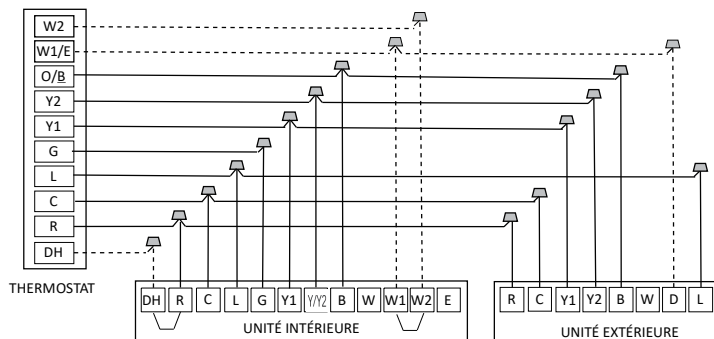 W2
W1/E
O/B
Y2
Y1
G
L
C
R
DH
THERMOSTAT
DH R C L G Y1 Y/Y2 B W W1 W2 E
UNITÉ INTÉRIEURE
R C Y1 Y2 B W D L
UNITÉ EXTÉRIEURE